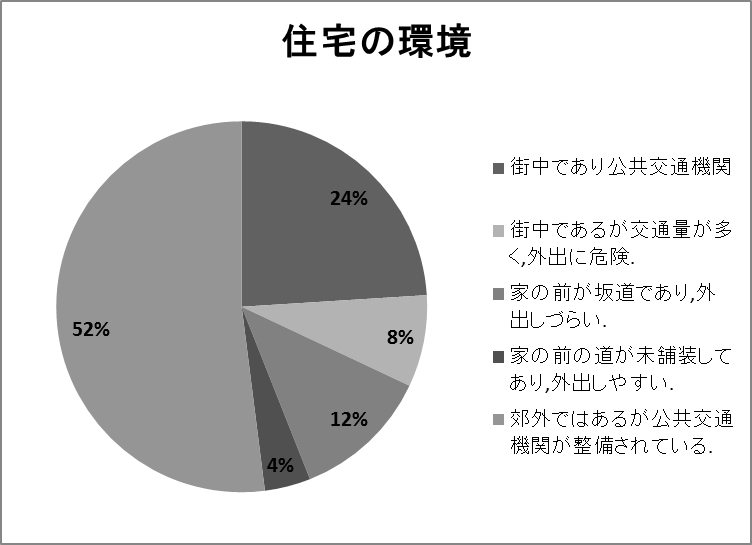 住宅の環境
24%
8%
12%
4%
52%
街中であり公共交通機関
街中であるが交通量が多
く,外出に危険.
家の前が坂道であり,外
出しづらい.
家の前の道が未舗装して
あり,外出しやすい.
郊外ではあるが公共交通
機関が整備されている.